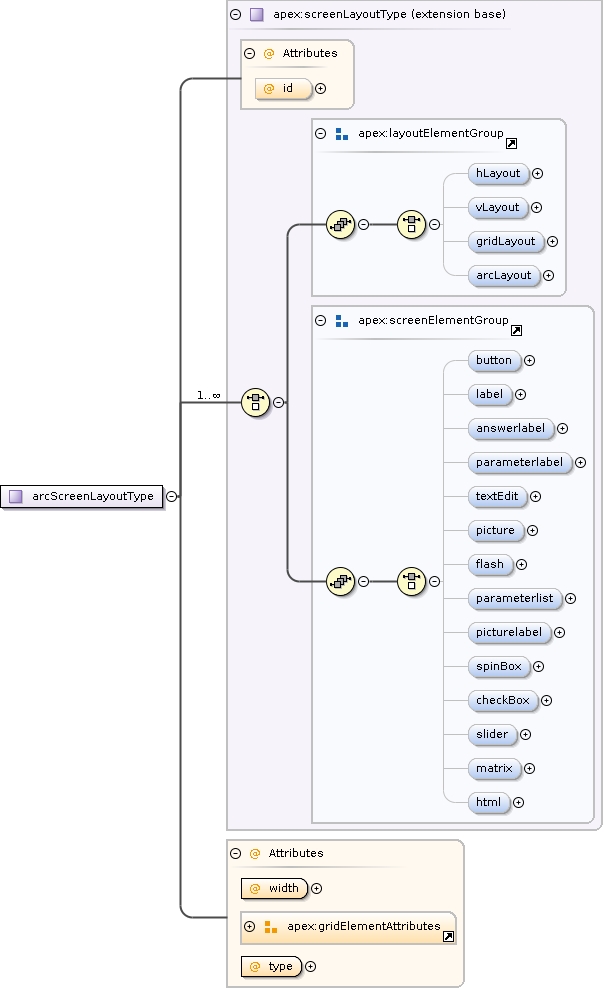 apex:screenLayoutType (extension base)
@ Attributes
@ id
apex:layoutElementGroup
hLayout
vLayout
gridLayout
arcLayout
apex:screenElementGroup
button
label
answerlabel
parameterlabel
textEdit
picture
flash
parameterlist
picturelabel
spinBox
checkBox
slider
matrix
html
1..∞
arcScreenLayoutType
@ Attributes
@ width
apex:gridElementAttributes
@ type